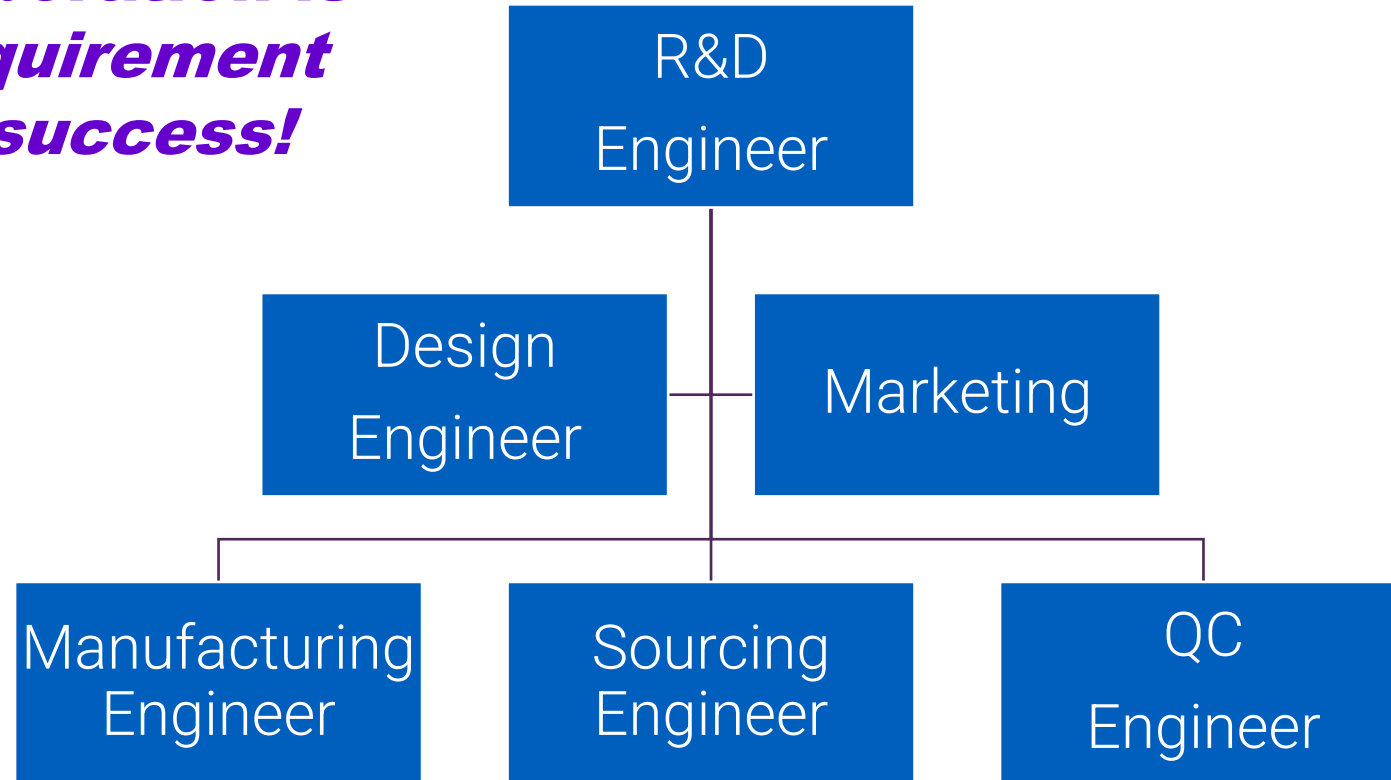 quirement
success!
R&D
Engineer
Design
Engineer
Marketing
Manufacturing
Engineer
Sourcing
Engineer
QC
Engineer